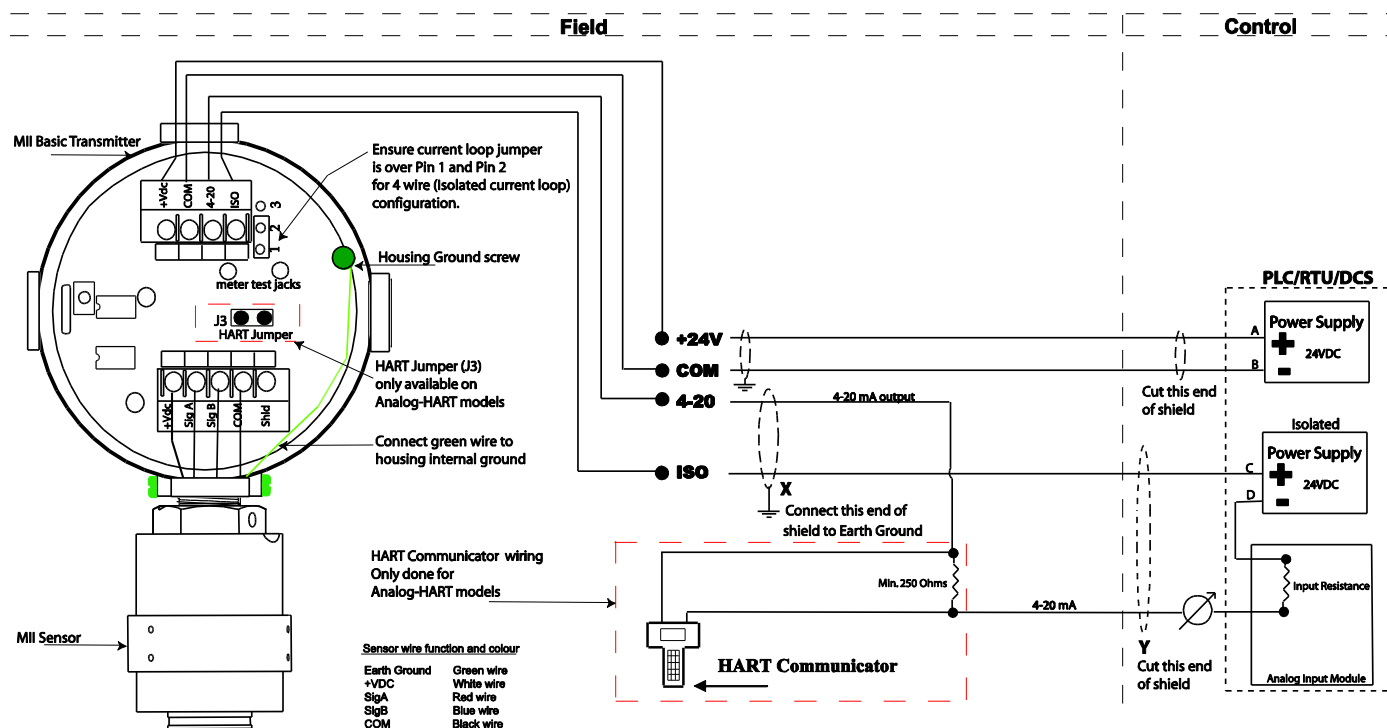 Field
Control
MII Basic Transmitter
Ensure current loop jumper
is over Pin 1 and Pin 2
for 4 wire (Isolated current loop)
configuration.
+Vdc
COM
4-20
ISO
3
2
1
Housing Ground screw
meter test jacks
J3
HART Jumper
HART Jumper (J3)
only available on
Analog-HART models
+Vdc
Sig A
Sig B
COM
Shld
Connect green wire to
housing internal ground
+24V
COM
4-20
ISO
4-20 mA output
X
Connect this end of
shield to Earth Ground
PLC/RTU/DCS
A
B
Power Supply
24VDC
Cut this end
of shield
Isolated
Power Supply
24VDC
C
D
HART Communicator wiring
Only done for
Analog-HART models
Min. 250 Ohms
4-20 mA
Input Resistance
Analog Input Module
Y
Cut this end
of shield
HART Communicator
MII Sensor
Sensor wire function and colour
Earth Ground Green wire
+VDC White wire
SigA Red wire
SigB Blue wire
COM Black wire